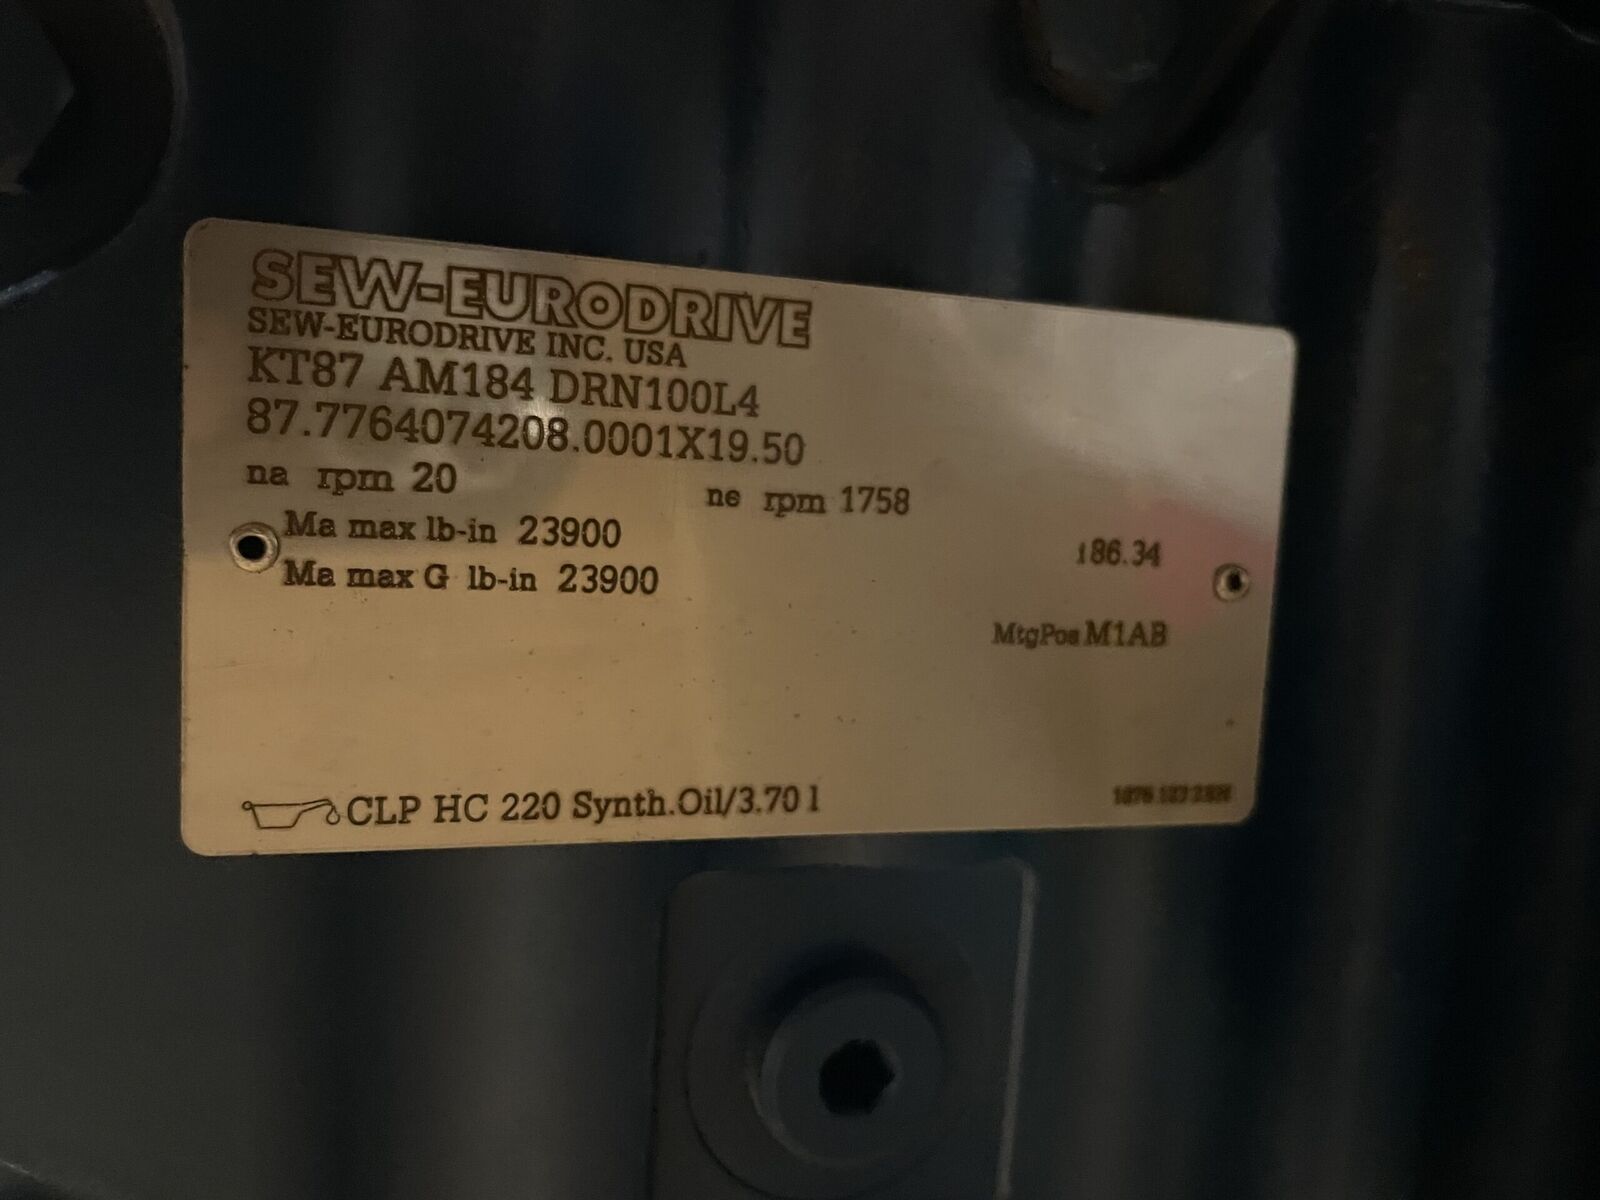 SEW-EURODRIVE
SEW-EURODRIVE INC. USA
KT87 AM184 DRN100L4
87.7764074208.0001X19.50
na rpm 20 ne rpm 1758
Ma max lb-in 23900
i86.34
Ma max G lb-in 23900
MtgPos M1AB
CLP HC 220 Synth.Oil/3.70 l